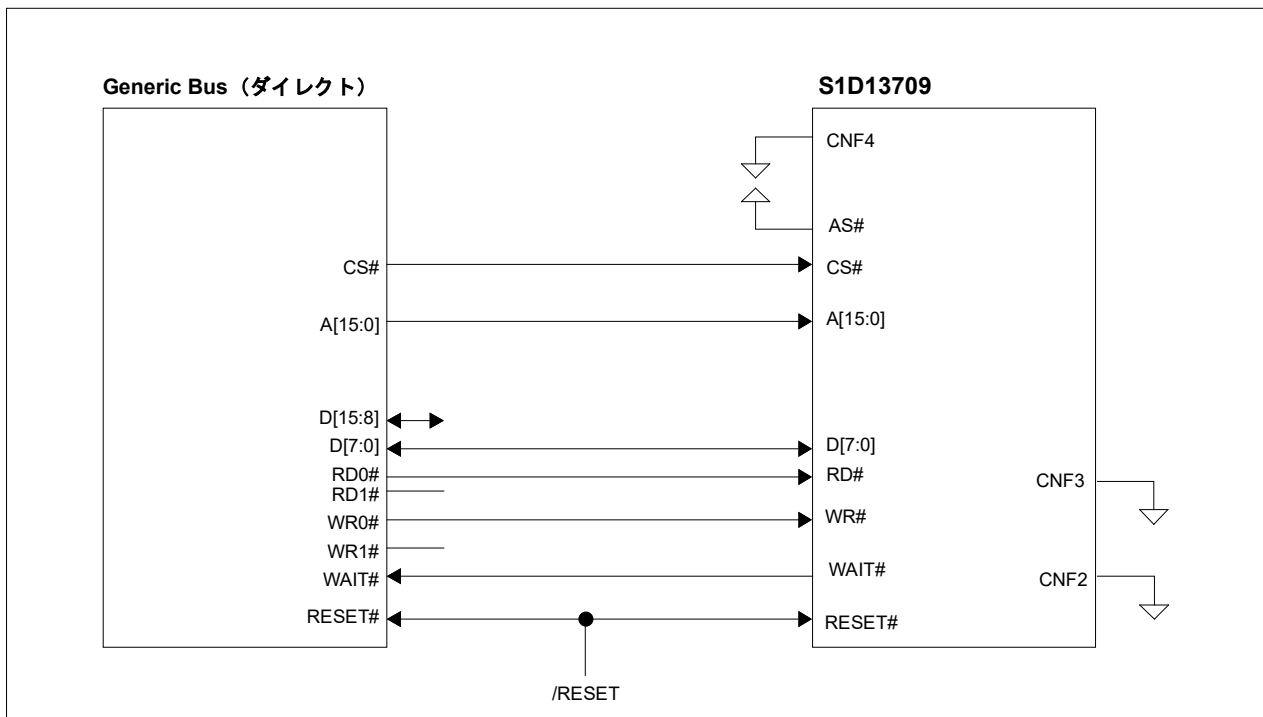 Generic Bus（ダイレクト）
CS#
A[15:0]
D[15:8]
D[7:0]
RD0#
RD1#
WR0#
WR1#
WAIT#
RESET#
/RESET
S1D13709
CNF4
AS#
CS#
A[15:0]
D[7:0]
RD#
WR#
WAIT#
RESET#
CNF3
CNF2